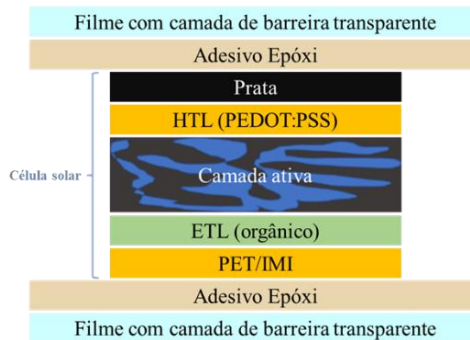 Filme com camada de barreira transparente
Adesivo Epóxi
Prata
HTL (PEDOT:PSS)
Célula solar
Camada ativa
ETL (orgânico)
PET/IMI
Adesivo Epóxi
Filme com camada de barreira transparente